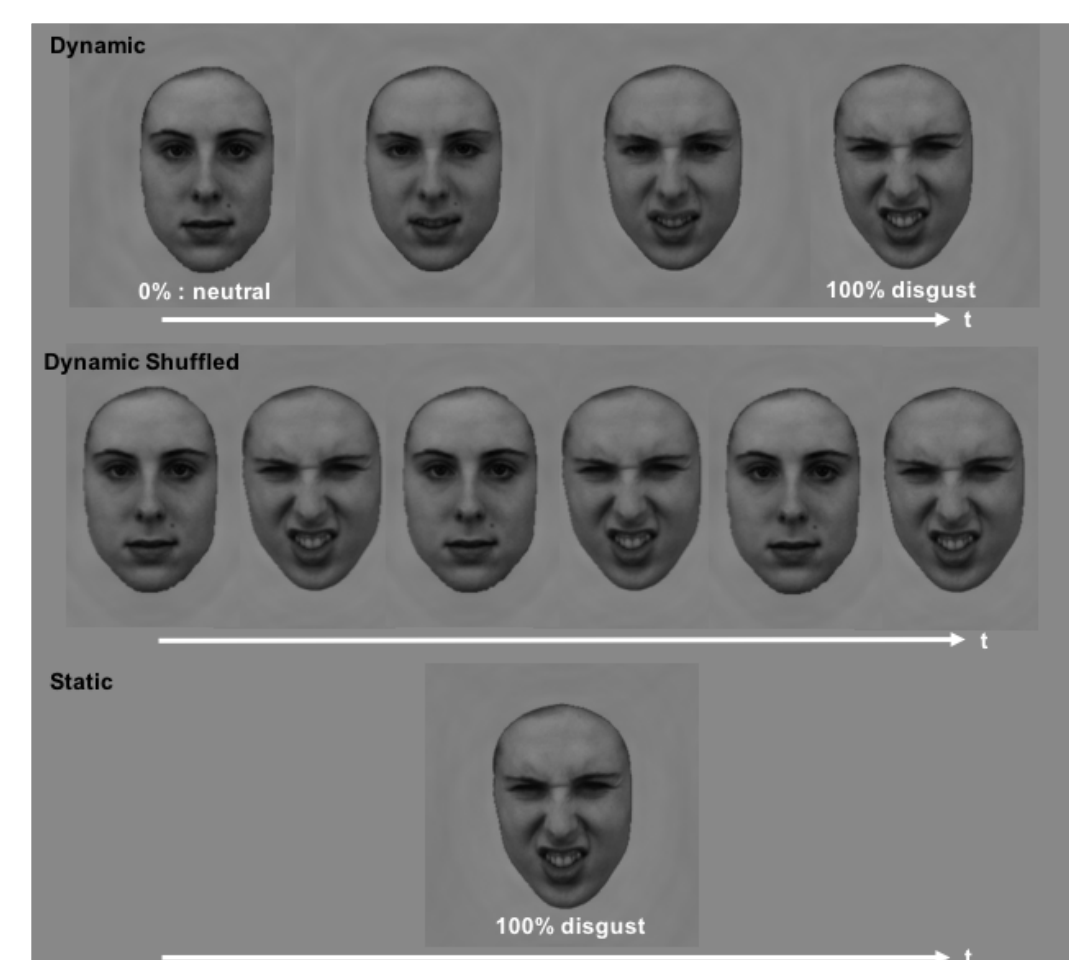 Dynamic
0% : neutral
100% disgust
t
Dynamic Shuffled
t
Static
100% disgust
t